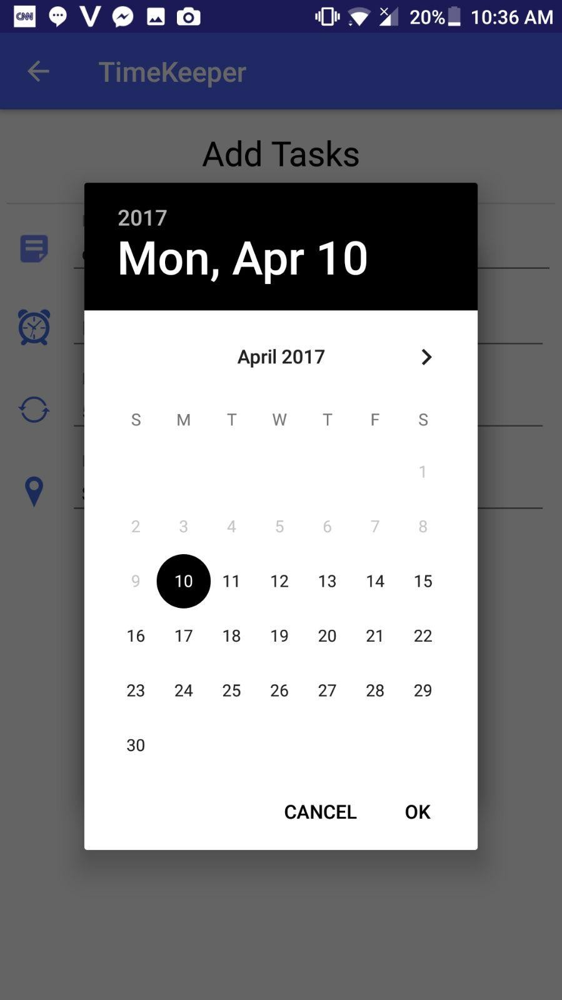 CNN 20% 10:36 AM
TimeKeeper
Add Tasks
2017
Mon, Apr 10
April 2017
S M T W T F S
1
2 3 4 5 6 7 8
9 10 11 12 13 14 15
16 17 18 19 20 21 22
23 24 25 26 27 28 29
30
CANCEL OK